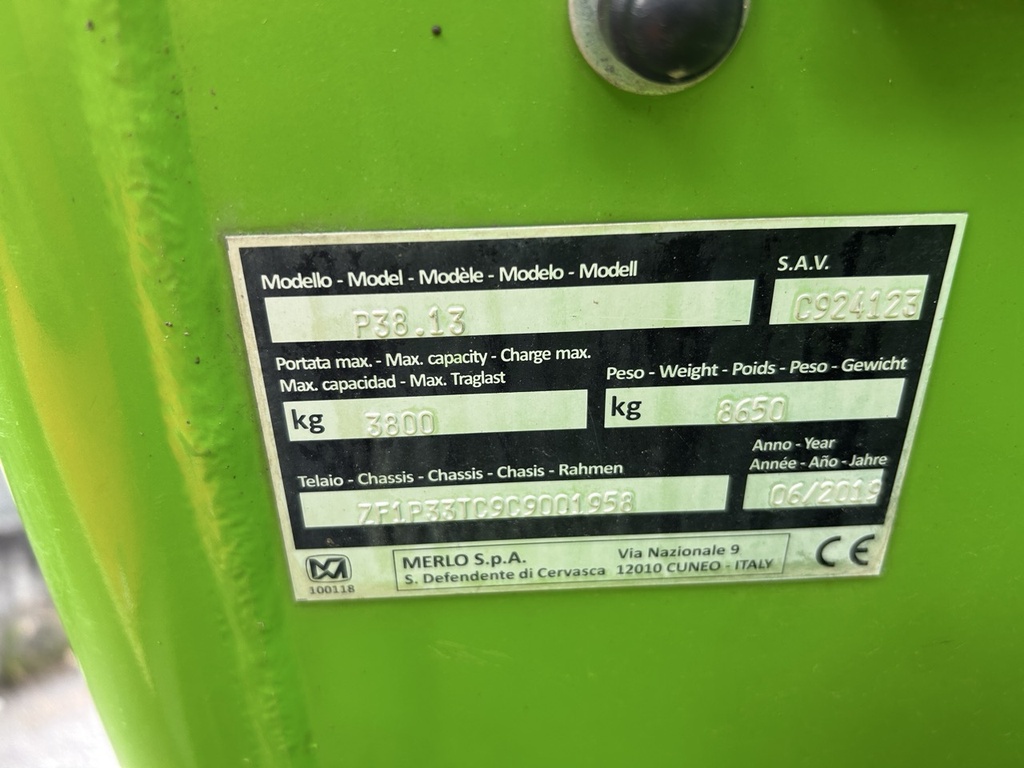 Modello - Model - Modèle - Modelo - Modell
S.A.V.
P38.13
C924123
Portata max. - Max. capacity - Charge max.
Max. capacidad - Max. Traglast
Peso - Weight - Poids - Peso - Gewicht
kg 3800
kg 8650
Anno - Year
Année - Año - Jahre
Telaio - Chassis - Chassis - Chasis - Rahmen
ZF1P33TC9C9001958
06/2019
MERLO S.p.A.
S. Defendente di Cervasca
Via Nazionale 9
12010 CUNEO - ITALY
CE
100118